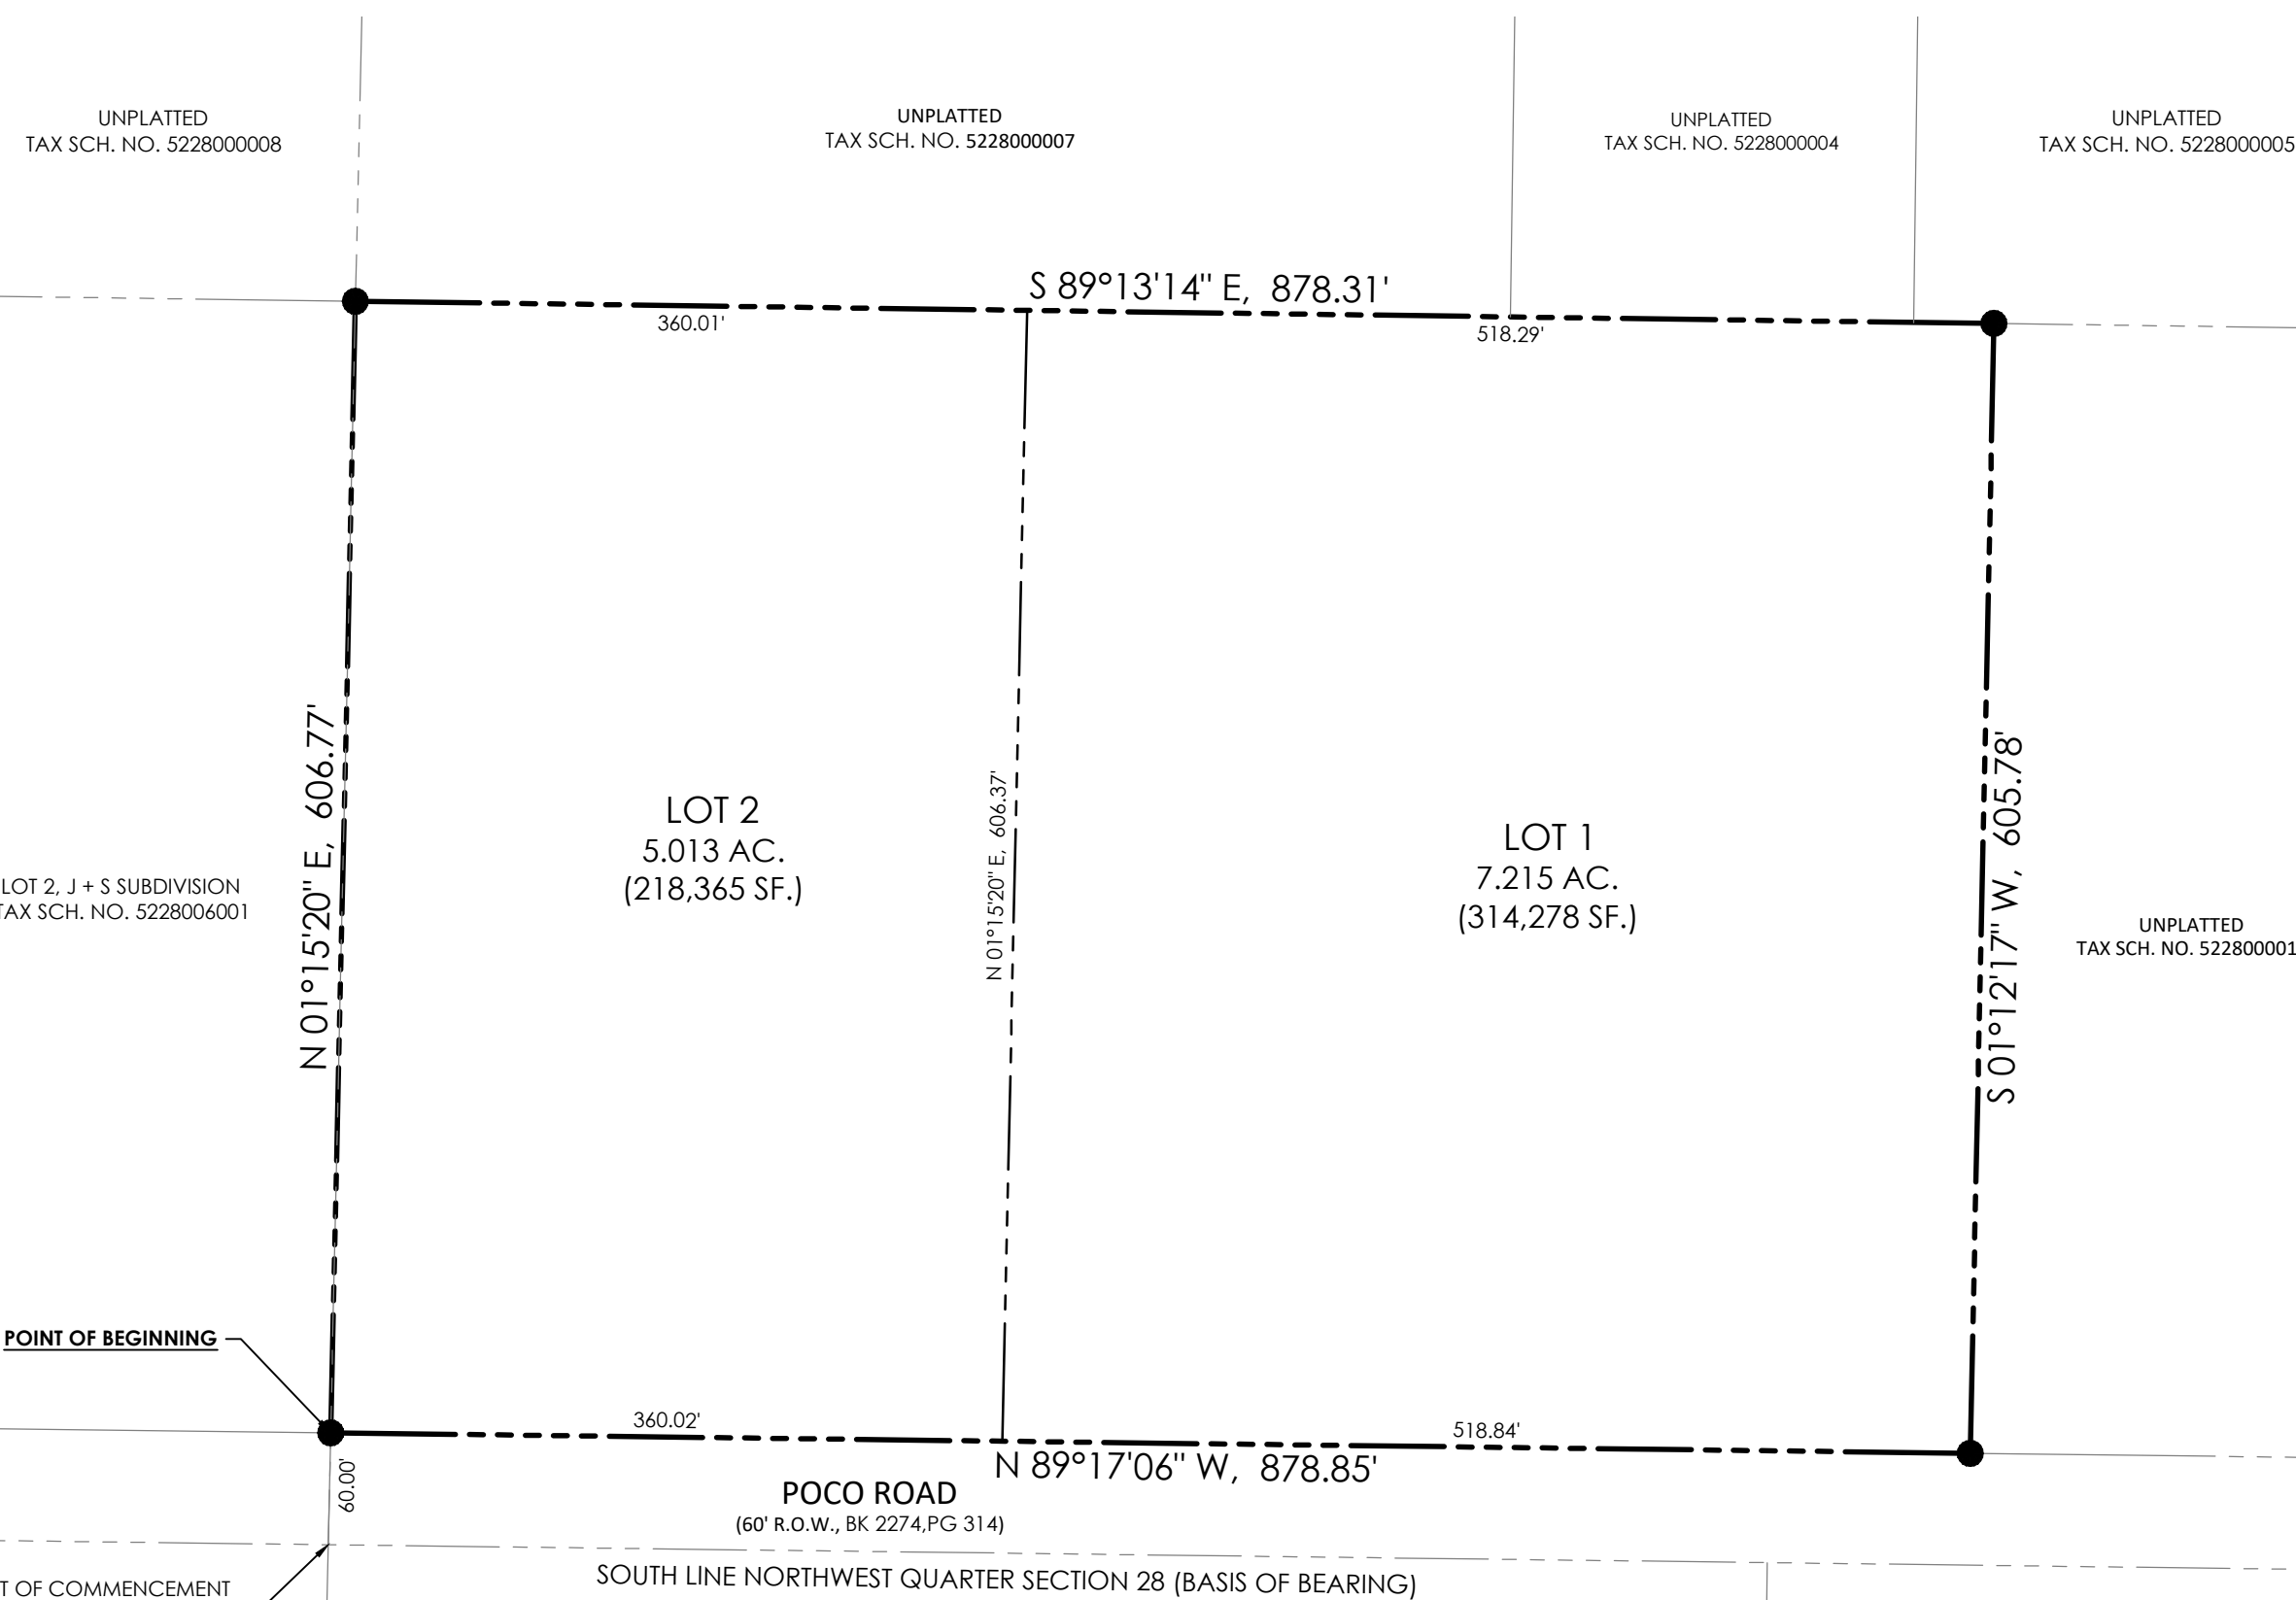 UNPLATTED
TAX SCH. NO. 5228000008
UNPLATTED
TAX SCH. NO. 5228000007
UNPLATTED
TAX SCH. NO. 5228000004
UNPLATTED
TAX SCH. NO. 5228000005
S 89°13'14" E, 878.31'
360.01'
518.29'
N 01°15'20" E, 606.77'
N 01°15'20" E, 606.37'
S 01°12'17" W, 605.78'
LOT 2
5.013 AC.
(218,365 SF.)
LOT 1
7.215 AC.
(314,278 SF.)
LOT 2, J + S SUBDIVISION
TAX SCH. NO. 5228006001
UNPLATTED
TAX SCH. NO. 522800001
POINT OF BEGINNING
360.02'
518.84'
N 89°17'06" W, 878.85'
60.00'
POCO ROAD
(60' R.O.W., BK 2274,PG 314)
SOUTH LINE NORTHWEST QUARTER SECTION 28 (BASIS OF BEARING)
T OF COMMENCEMENT